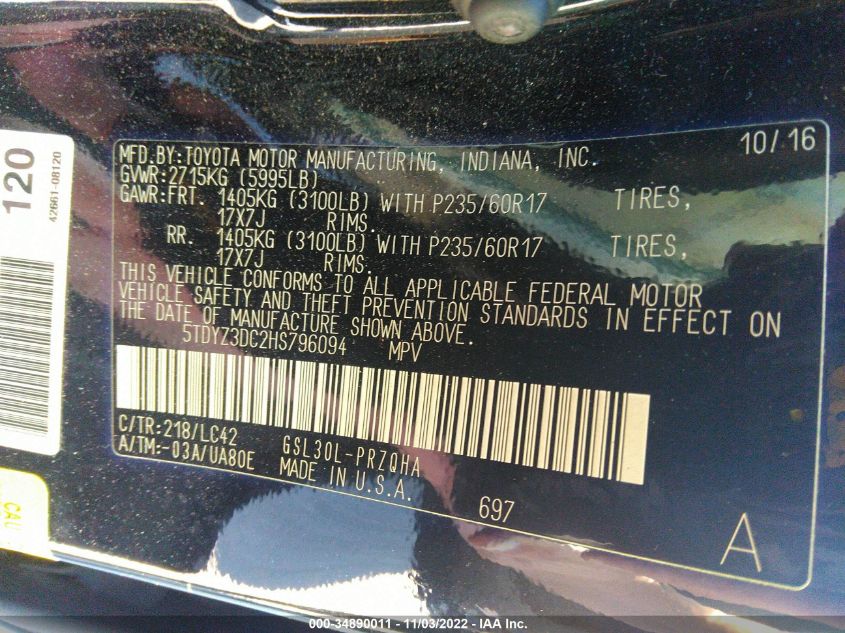 120
42661-08120
MFD.BY:TOYOTA MOTOR MANUFACTURING, INDIANA, INC. 10/16
GVWR:2715KG (5995LB)
GAWR:FRT. 1405KG (3100LB) WITH P235/60R17 TIRES,
17X7J RIMS.
RR. 1405KG (3100LB) WITH P235/60R17 TIRES,
17X7J RIMS.
THIS VEHICLE CONFORMS TO ALL APPLICABLE FEDERAL MOTOR
VEHICLE SAFETY AND THEFT PREVENTION STANDARDS IN EFFECT ON
THE DATE OF MANUFACTURE SHOWN ABOVE.
5TDYZ3DC2HS796094 MPV
C/TR:218/LC42 GSL30L-PRZQHA
A/TM:-03A/UA80E MADE IN U.S.A.
697
A
CAU
000-34890011 - 11/03/2022 - IAA Inc.